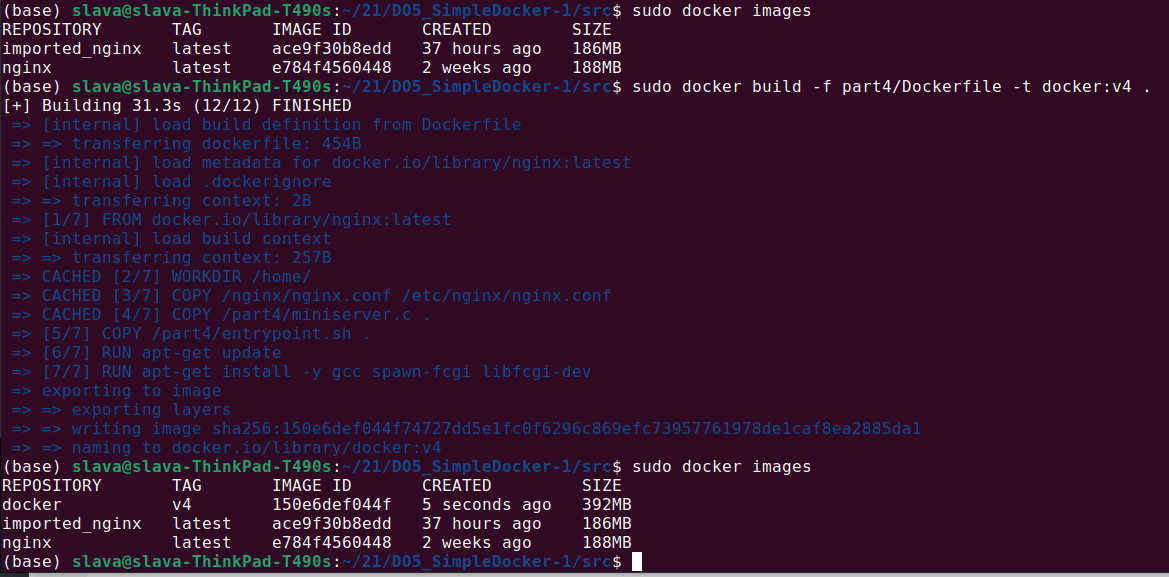 (base) slava@slava-ThinkPad-T490s:~/21/DO5_SimpleDocker-1/src$ sudo docker images
REPOSITORY       TAG       IMAGE ID       CREATED        SIZE
imported_nginx   latest    ace9f30b8edd   37 hours ago   186MB
nginx            latest    e784f4560448   2 weeks ago    188MB
(base) slava@slava-ThinkPad-T490s:~/21/DO5_SimpleDocker-1/src$ sudo docker build -f part4/Dockerfile -t docker:v4 .
[+] Building 31.3s (12/12) FINISHED
 => [internal] load build definition from Dockerfile
 => => transferring dockerfile: 454B
 => [internal] load metadata for docker.io/library/nginx:latest
 => [internal] load .dockerignore
 => => transferring context: 2B
 => [1/7] FROM docker.io/library/nginx:latest
 => [internal] load build context
 => => transferring context: 257B
 => CACHED [2/7] WORKDIR /home/
 => CACHED [3/7] COPY /nginx/nginx.conf /etc/nginx/nginx.conf
 => CACHED [4/7] COPY /part4/miniserver.c .
 => [5/7] COPY /part4/entrypoint.sh .
 => [6/7] RUN apt-get update
 => [7/7] RUN apt-get install -y gcc spawn-fcgi libfcgi-dev
 => exporting to image
 => => exporting layers
 => => writing image sha256:150e6def044f74727dd5e1fc0f6296c869efc73957761978de1caf8ea2885da1
 => => naming to docker.io/library/docker:v4
(base) slava@slava-ThinkPad-T490s:~/21/DO5_SimpleDocker-1/src$ sudo docker images
REPOSITORY       TAG       IMAGE ID       CREATED         SIZE
docker           v4        150e6def044f   5 seconds ago   392MB
imported_nginx   latest    ace9f30b8edd   37 hours ago    186MB
nginx            latest    e784f4560448   2 weeks ago     188MB
(base) slava@slava-ThinkPad-T490s:~/21/DO5_SimpleDocker-1/src$